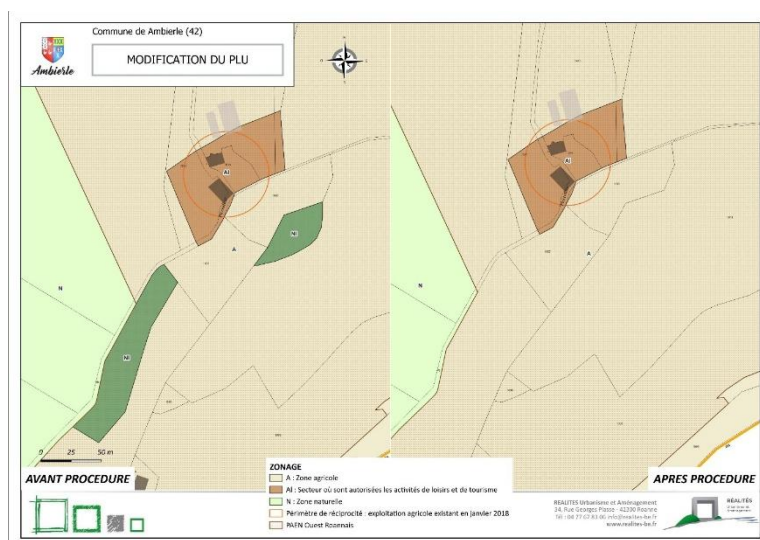 Commune de Ambierle (42)
MODIFICATION DU PLU
Ambierle
Al
Nl
A
N
Nl
0 25 50 m
AVANT PROCEDURE
Al
A
N
APRES PROCEDURE
ZONAGE
A : Zone agricole
Al : Secteur où sont autorisées les activités de loisirs et de tourisme
N : Zone naturelle
Périmètre de réciprocité : exploitation agricole existant en janvier 2018
PAEN Ouest Roannais
REALITES Urbanisme et Aménagement
34, Rue Georges Plasse - 42300 Roanne
www.realites-be.fr
RÉALITÉS